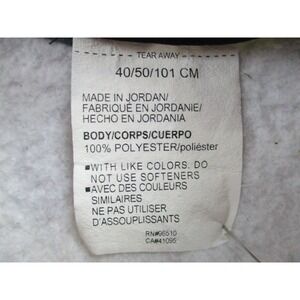 TEAR AWAY
40/50/101 CM
MADE IN JORDAN/
FABRIQUÉ EN JORDANIE/
HECHO EN JORDANIA
BODY/CORPS/CUERPO
100% POLYESTER/poliéster
■WITH LIKE COLORS. DO
NOT USE SOFTENERS
■AVEC DES COULEURS
SIMILAIRES
NE PAS UTILISER
D'ASSOUPLISSANTS
RN#96510
CA#41095